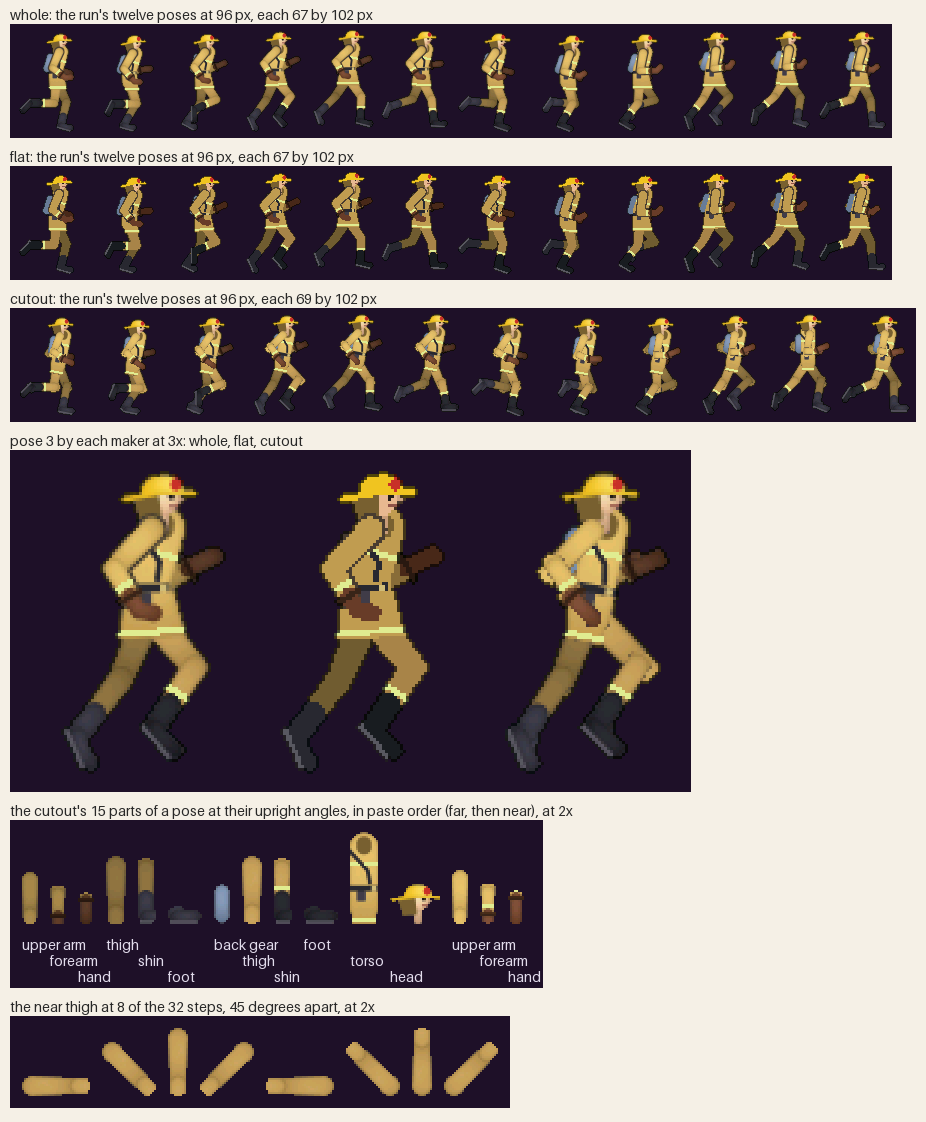 whole: the run's twelve poses at 96 px, each 67 by 102 px
flat: the run's twelve poses at 96 px, each 67 by 102 px
cutout: the run's twelve poses at 96 px, each 69 by 102 px
pose 3 by each maker at 3x: whole, flat, cutout
the cutout's 15 parts of a pose at their upright angles, in paste order (far, then near), at 2x
upper arm thigh back gear foot upper arm
forearm shin thigh torso forearm
hand foot shin head hand
the near thigh at 8 of the 32 steps, 45 degrees apart, at 2x